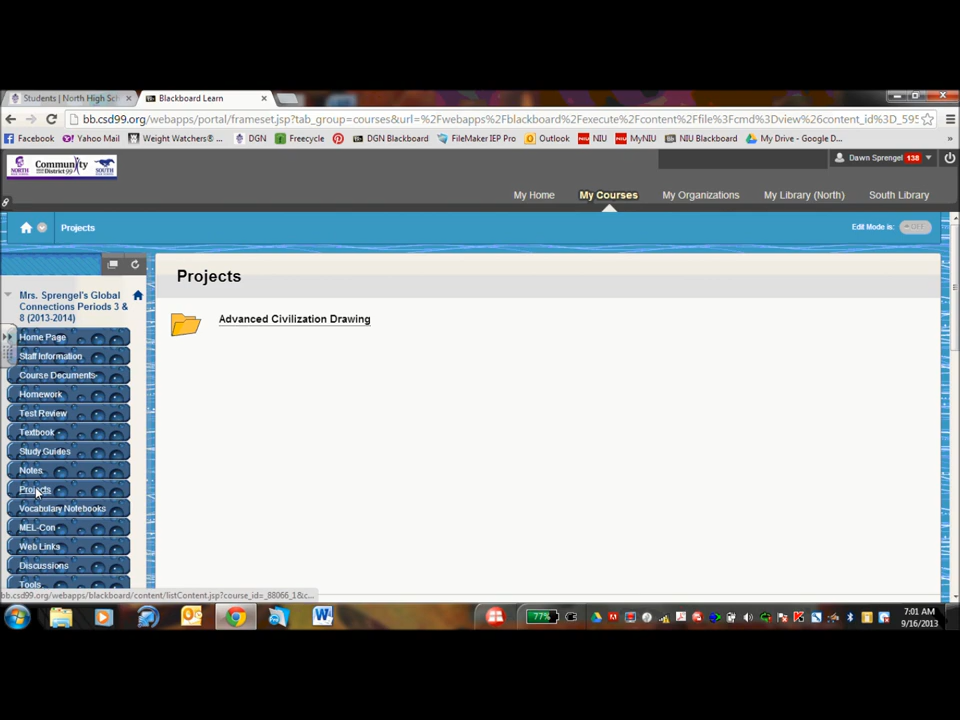 Students | North High Sch
Blackboard Learn
bb.csd99.org/webapps/portal/frameset.jsp?tab_group=courses&url=%2Fwebapps%2Fblackboard%2Fexecute%2Fcontent%2Ffile%3Fcmd%3Dview%26content_id%3D_595
Facebook Yahoo Mail Weight Watchers® ... DGN Freecycle DGN Blackboard FileMaker IEP Pro Outlook NIU MyNIU NIU Blackboard My Drive - Google D... »
NORTH Community District 99 SOUTH
Dawn Sprengel 138
My Home My Courses My Organizations My Library (North) South Library
Projects Edit Mode is: OFF
Mrs. Sprengel's Global
Connections Periods 3 &
8 (2013-2014)
Home Page
Staff Information
Course Documents
Homework
Test Review
Textbook
Study Guides
Notes
Projects
Vocabulary Notebooks
MEL-Con
Web Links
Discussions
Tools
Projects
Advanced Civilization Drawing
bb.csd99.org/webapps/blackboard/content/listContent.jsp?course_id=_88066_1&c...
77%
7:01 AM
9/16/2013